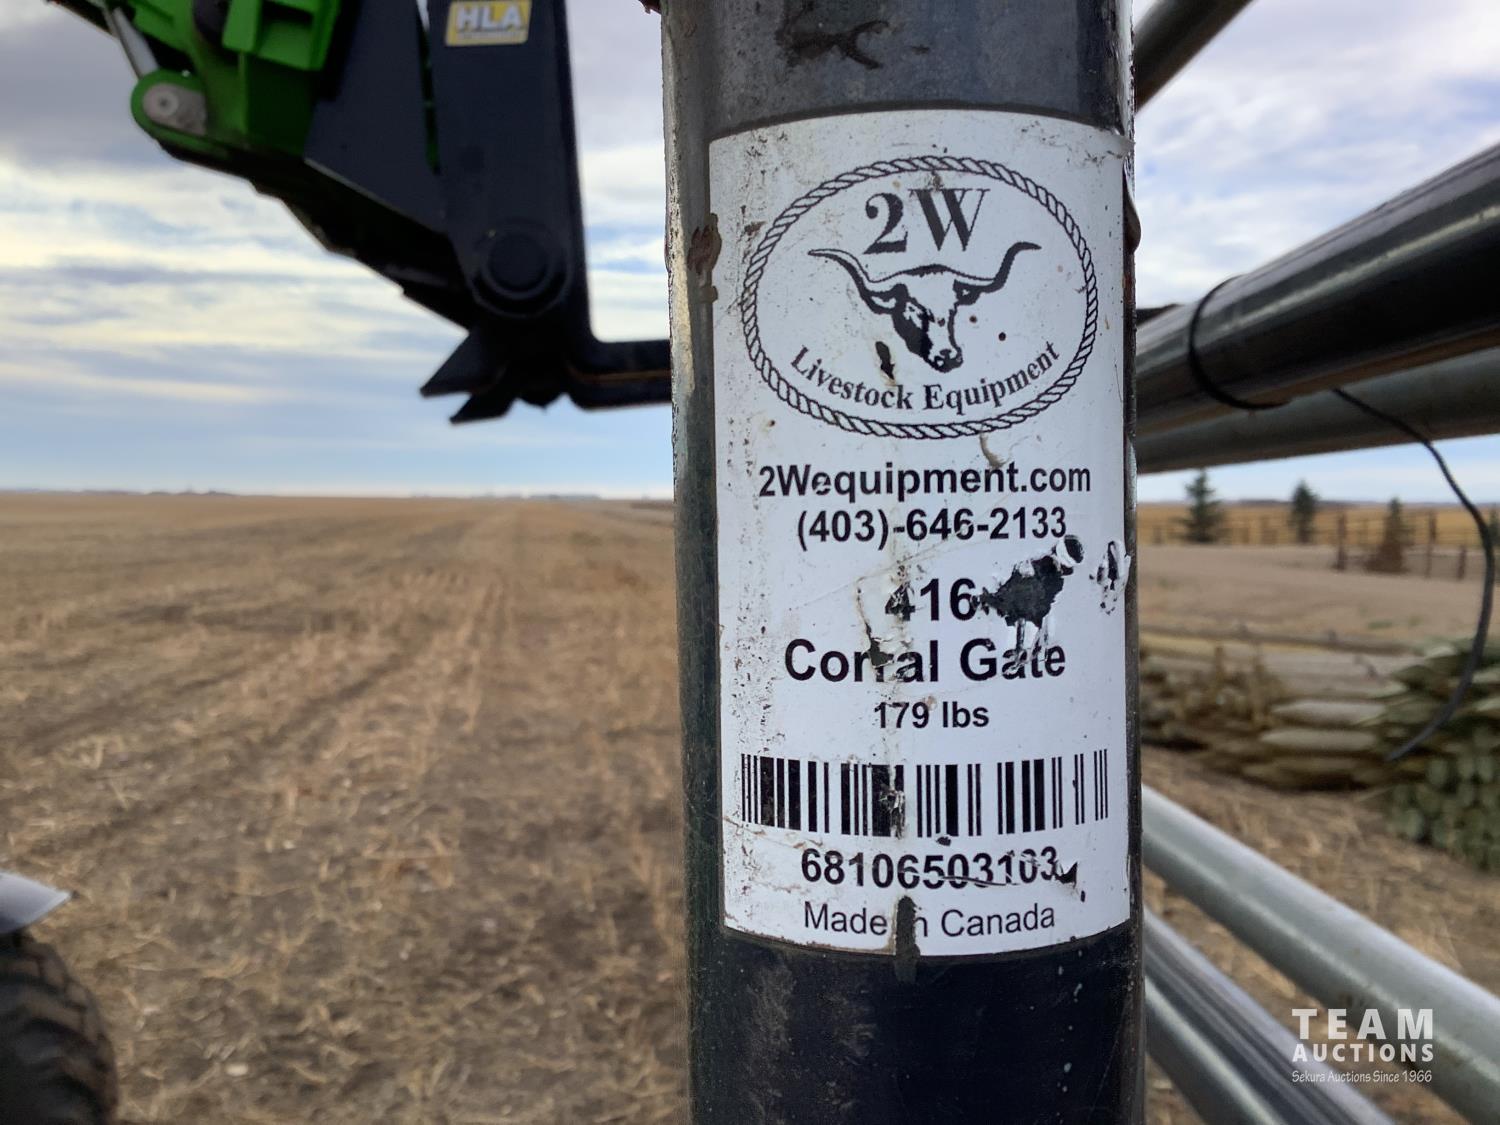 HLA
2W
Livestock Equipment
2Wequipment.com
(403)-646-2133
416
Corral Gate
179 lbs
68106503103
Made in Canada
TEAM
AUCTIONS
Sekura Auctions Since 1966